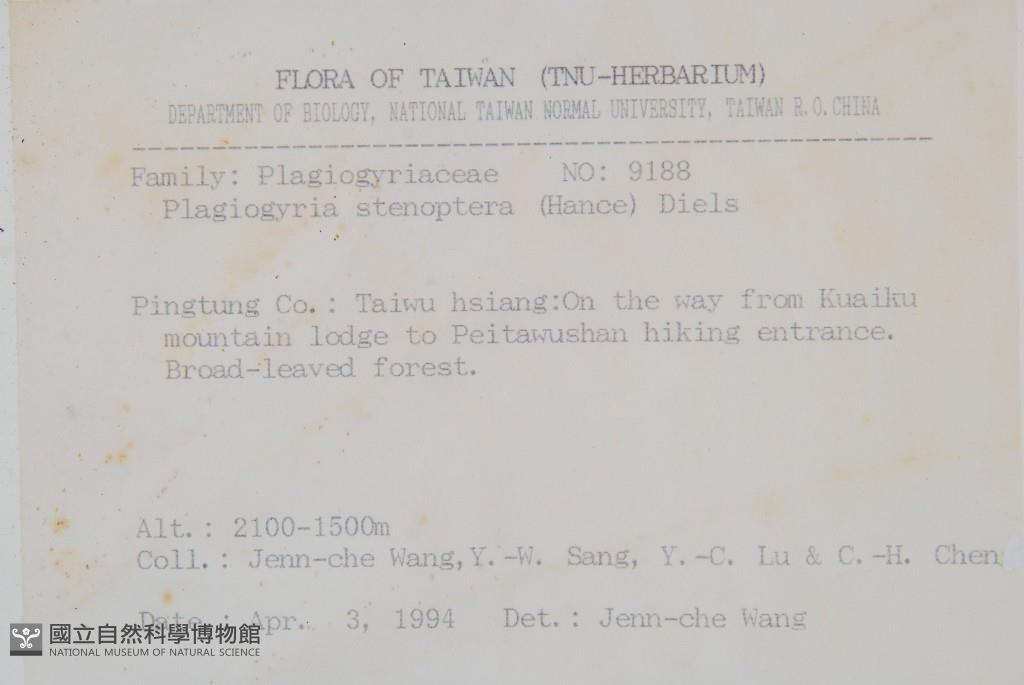 FLORA OF TAIWAN (TNU-HERBARIUM)
DEPARTMENT OF BIOLOGY, NATIONAL TAIWAN NORMAL UNIVERSITY, TAIWAN R.O.CHINA
Family: Plagiogyriaceae NO: 9188
Plagiogyria stenoptera (Hance) Diels
Pingtung Co.: Taiwu hsiang:On the way from Kuaiku
mountain lodge to Peitawushan hiking entrance.
Broad-leaved forest.
Alt.: 2100-1500m
Coll.: Jenn-che Wang,Y.-W. Sang, Y.-C. Lu & C.-H. Chen
Date.: Apr. 3, 1994 Det.: Jenn-che Wang
國立自然科學博物館
NATIONAL MUSEUM OF NATURAL SCIENCE